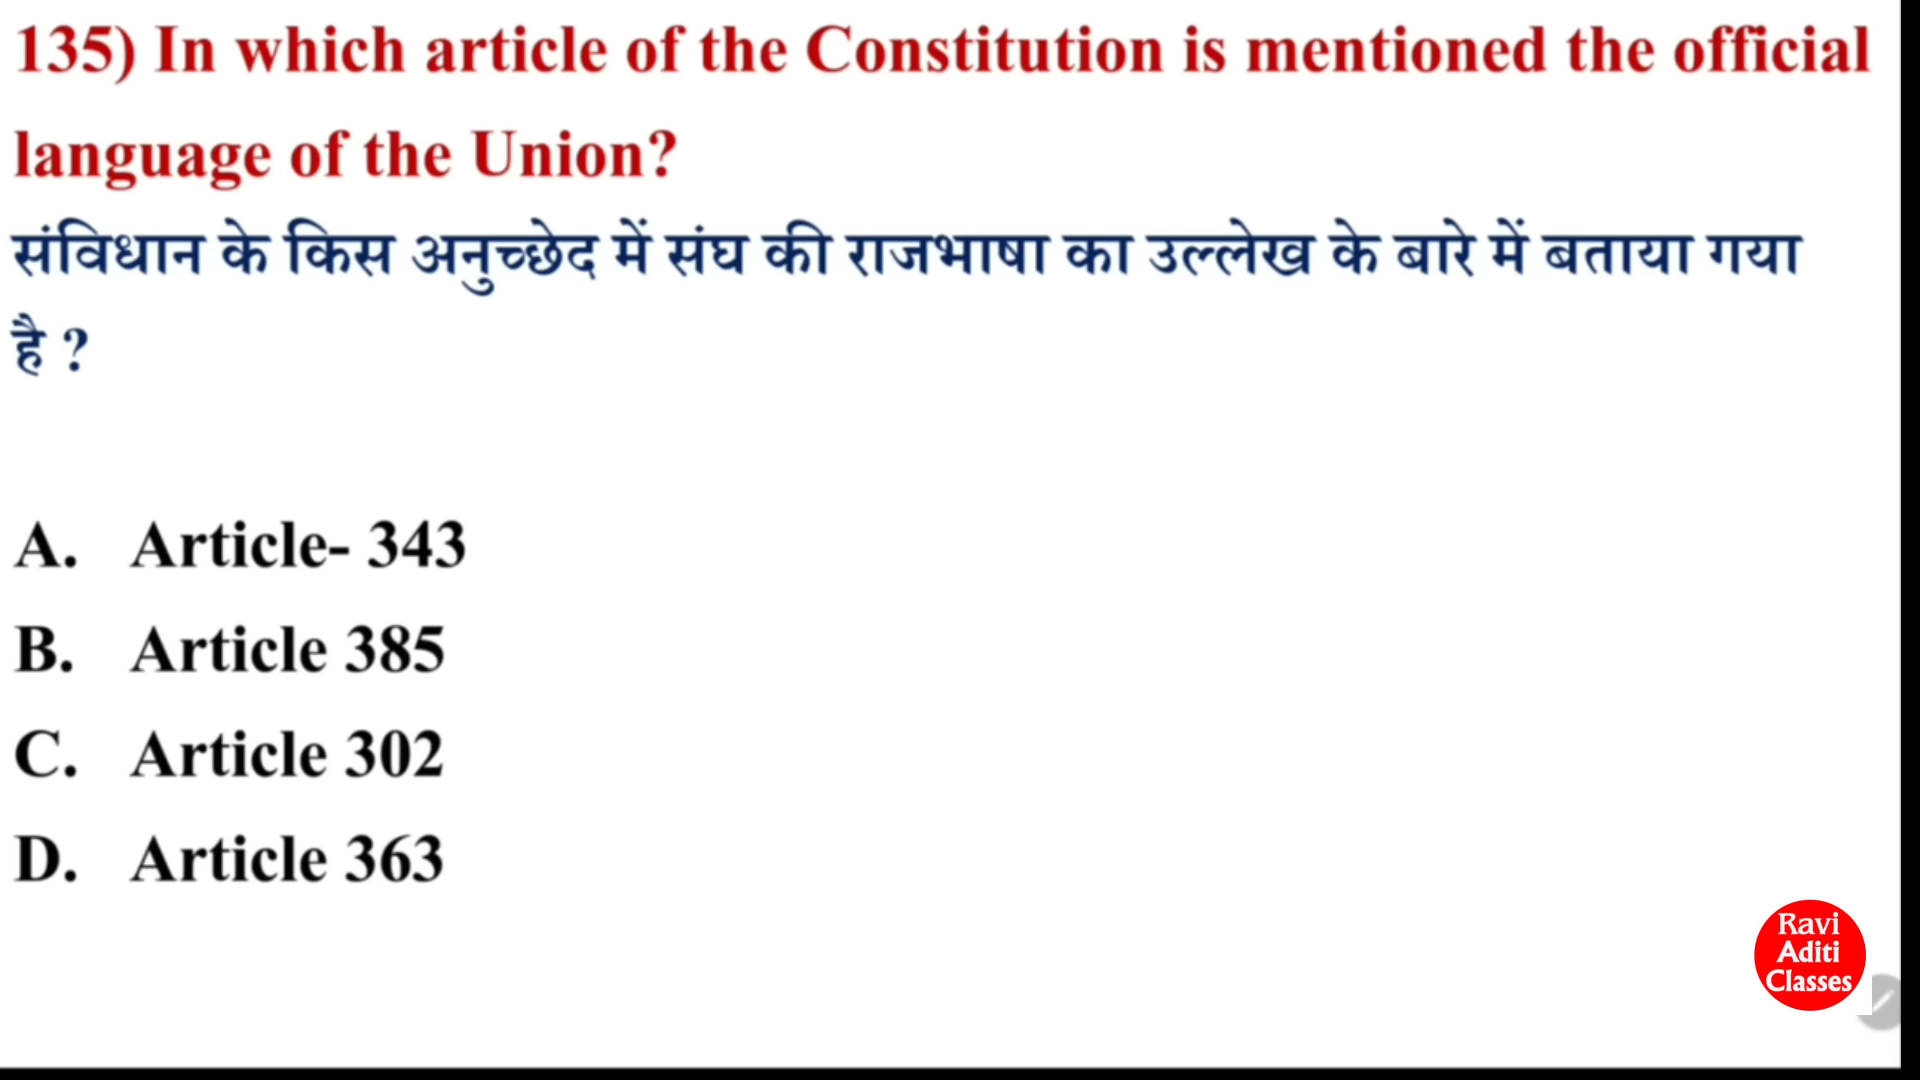 135) In which article of the Constitution is mentioned the official
language of the Union?
संविधान के किस अनुच्छेद में संघ की राजभाषा का उल्लेख के बारे में बताया गया
है ?
A. Article- 343
B. Article 385
C. Article 302
D. Article 363
Ravi
Aditi
Classes